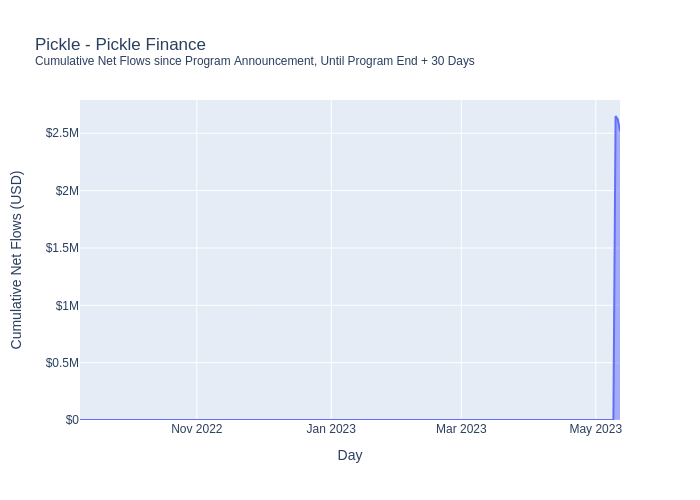 Pickle - Pickle Finance
Cumulative Net Flows since Program Announcement, Until Program End + 30 Days
Cumulative Net Flows (USD)
$2.5M
$2M
$1.5M
$1M
$0.5M
$0
Nov 2022
Jan 2023
Mar 2023
May 2023
Day